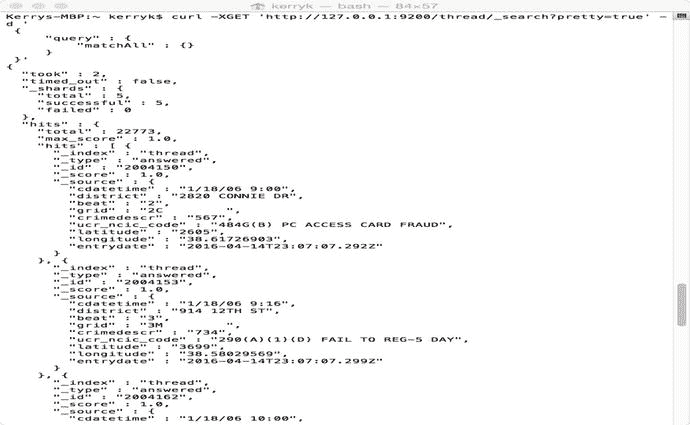 kerryk — bash — 84×57
Kerrys-MBP:~ kerryk$ curl -XGET 'http://127.0.0.1:9200/thread/_search?pretty=true' -
d '
{
"query" : {
"matchAll" : {}
}
}'
{
"took" : 2,
"timed_out" : false,
"_shards" : {
"total" : 5,
"successful" : 5,
"failed" : 0
},
"hits" : {
"total" : 22773,
"max_score" : 1.0,
"hits" : [ {
"_index" : "thread",
"_type" : "answered",
"_id" : "2004150",
"_score" : 1.0,
"_source" : {
"cdatetime" : "1/18/06 9:00",
"district" : "2820 CONNIE DR",
"beat" : "2",
"grid" : "2C        ",
"crimedescr" : "567",
"ucr_ncic_code" : "484G(B) PC ACCESS CARD FRAUD",
"latitude" : "2605",
"longitude" : "38.61726903",
"entrydate" : "2016-04-14T23:07:07.292Z"
}
}, {
"_index" : "thread",
"_type" : "answered",
"_id" : "2004153",
"_score" : 1.0,
"_source" : {
"cdatetime" : "1/18/06 9:16",
"district" : "914 12TH ST",
"beat" : "3",
"grid" : "3M        ",
"crimedescr" : "734",
"ucr_ncic_code" : "290(A)(1)(D) FAIL TO REG-5 DAY",
"latitude" : "3699",
"longitude" : "38.58029569",
"entrydate" : "2016-04-14T23:07:07.299Z"
}
}, {
"_index" : "thread",
"_type" : "answered",
"_id" : "2004162",
"_score" : 1.0,
"_source" : {
"cdatetime" : "1/18/06 10:00",